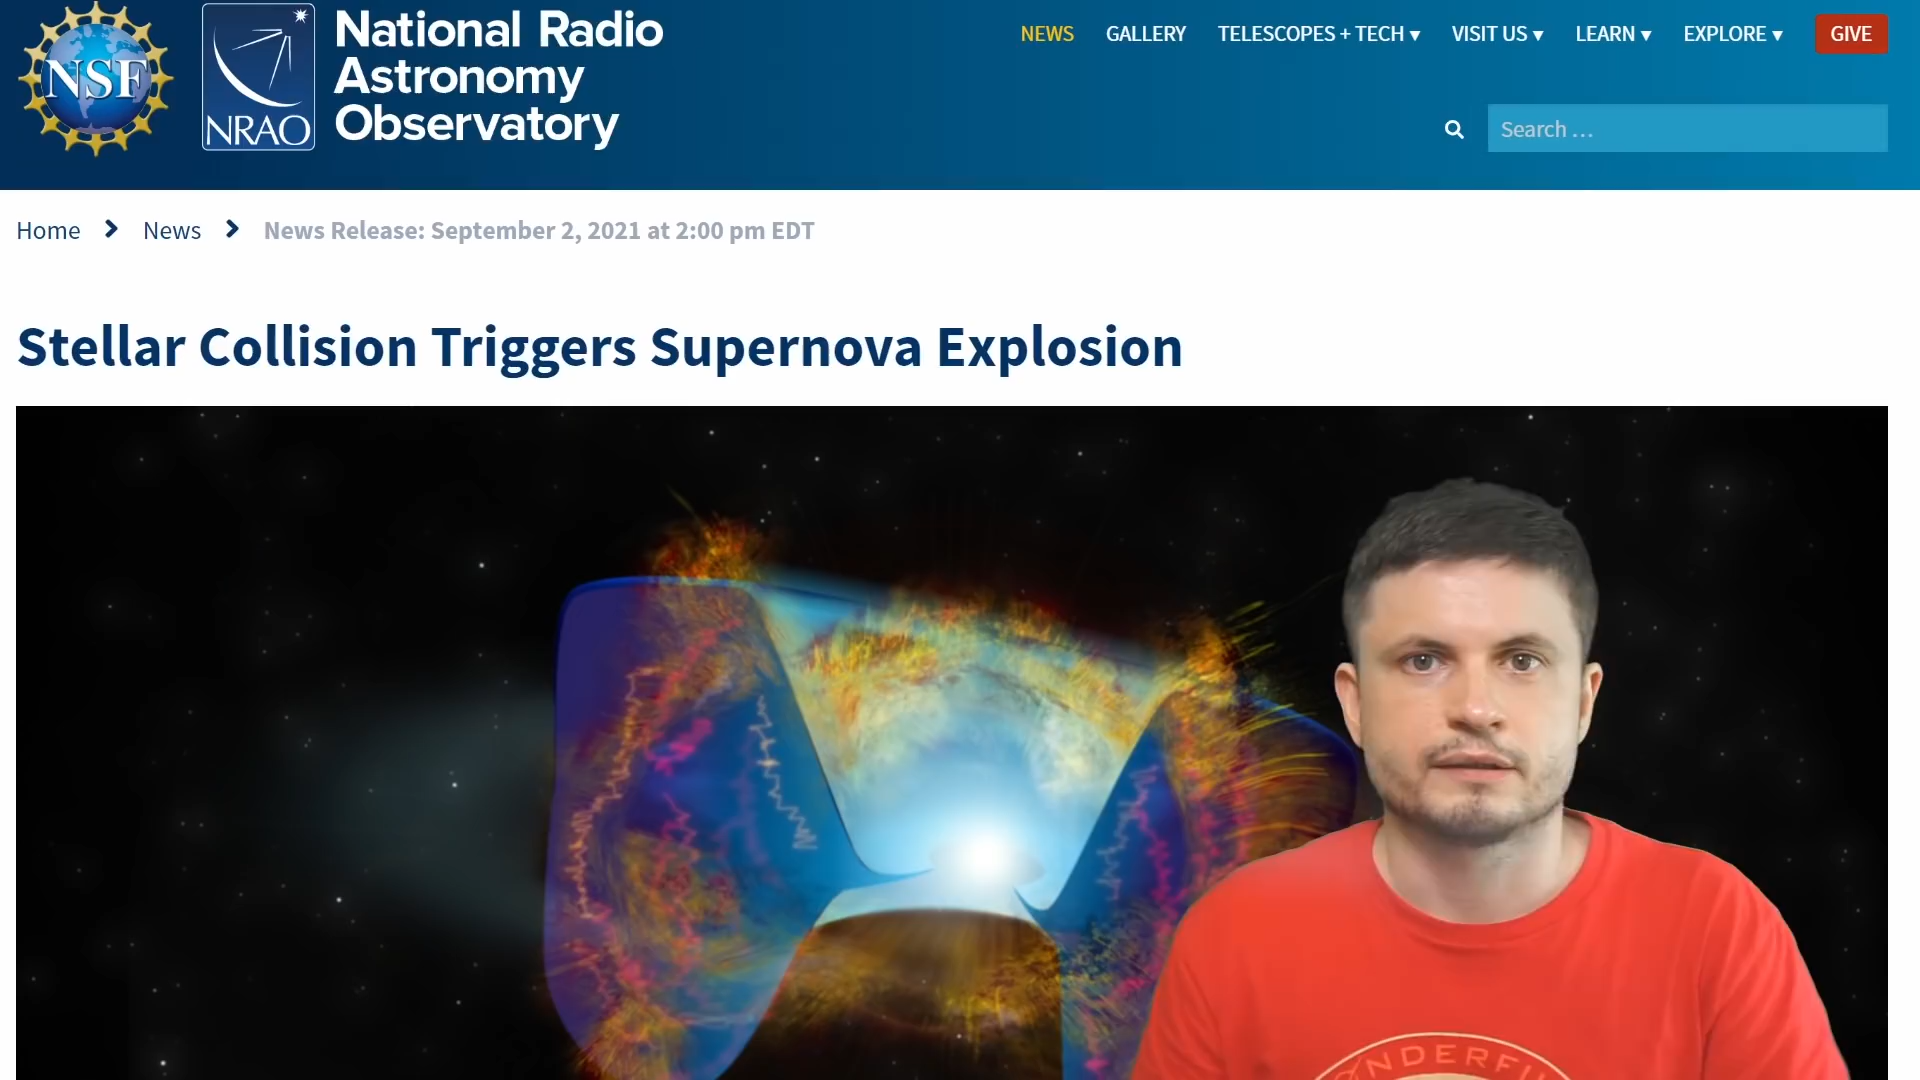 NSF
NRAO
National Radio
Astronomy
Observatory
NEWS GALLERY TELESCOPES + TECH ▾ VISIT US ▾ LEARN ▾ EXPLORE ▾ GIVE
Search …
Home > News > News Release: September 2, 2021 at 2:00 pm EDT
Stellar Collision Triggers Supernova Explosion